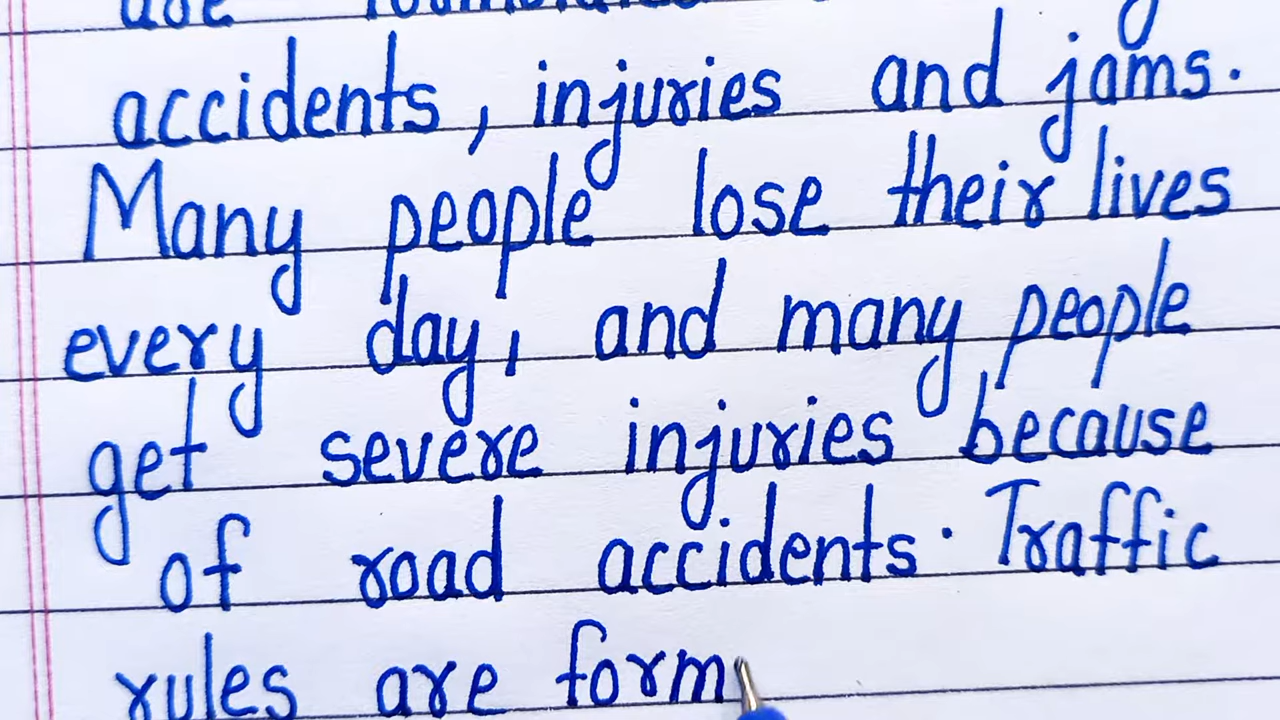 accidents, injuries and jams.
Many people lose their lives
every day, and many people
get severe injuries because
of road accidents. Traffic
rules are form